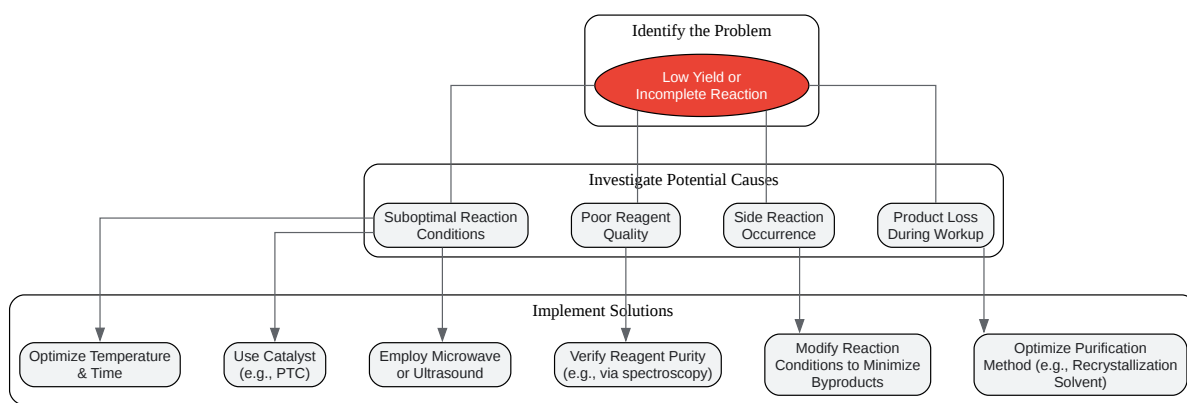 Identify the Problem
Low Yield or
Incomplete Reaction
Investigate Potential Causes
Suboptimal Reaction
Conditions
Poor Reagent
Quality
Side Reaction
Occurrence
Product Loss
During Workup
Implement Solutions
Optimize Temperature
& Time
Use Catalyst
(e.g., PTC)
Employ Microwave
or Ultrasound
Verify Reagent Purity
(e.g., via spectroscopy)
Modify Reaction
Conditions to Minimize
Byproducts
Optimize Purification
Method (e.g., Recrystallization
Solvent)